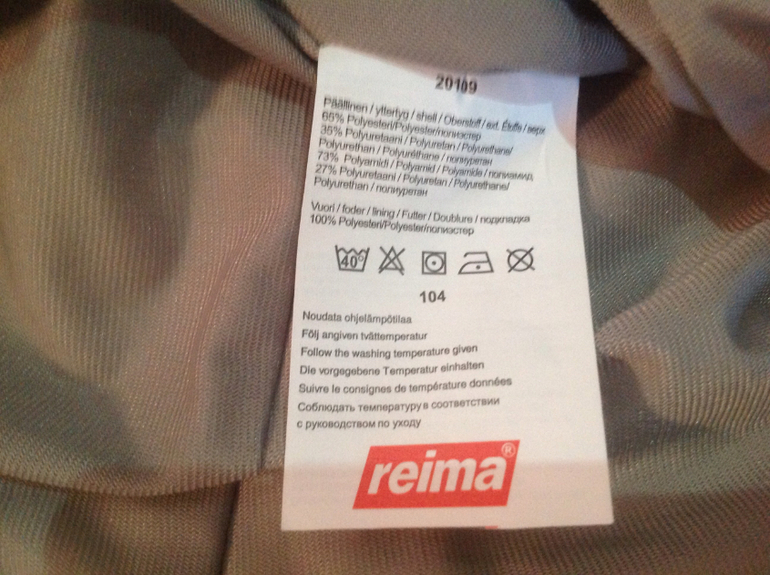 20109
Päällinen / yttertyg / shell / Oberstoff / ext. Étoffe / верх
65% Polyesteri/Polyester/полиэстер
35% Polyuretaani / Polyuretan / Polyurethane/
Polyurethan / Polyuréthane / полиуретан
73% Polyamidi / Polyamid / Polyamide / полиамид
27% Polyuretaani / Polyuretan / Polyurethane/
Polyurethan / полиуретан
Vuori / foder / lining / Futter / Doublure / подкладка
100% Polyesteri/Polyester/полиэстер
40°
104
Noudata ohjelämpötilaa
Följ angiven tvättemperatur
Follow the washing temperature given
Die vorgegebene Temperatur einhalten
Suivre le consignes de température données
Соблюдать температуру в соответствии
с руководством по уходу
reima®